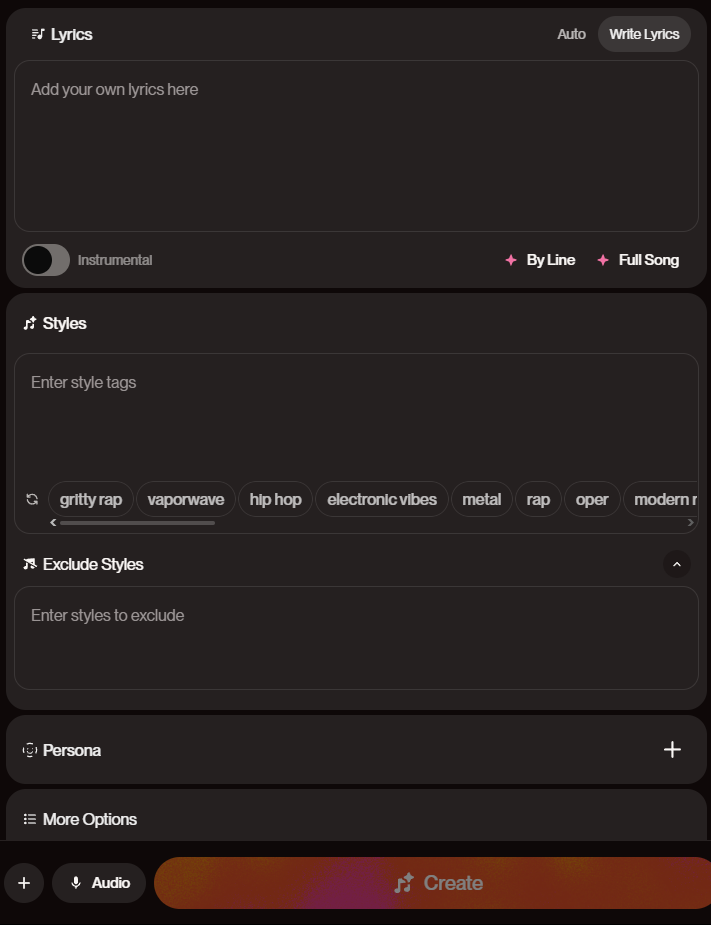 Lyrics Auto Write Lyrics
Add your own lyrics here
Instrumental By Line Full Song
Styles
Enter style tags
gritty rap vaporwave hip hop electronic vibes metal rap oper modern r
Exclude Styles
Enter styles to exclude
Persona
More Options
Audio Create